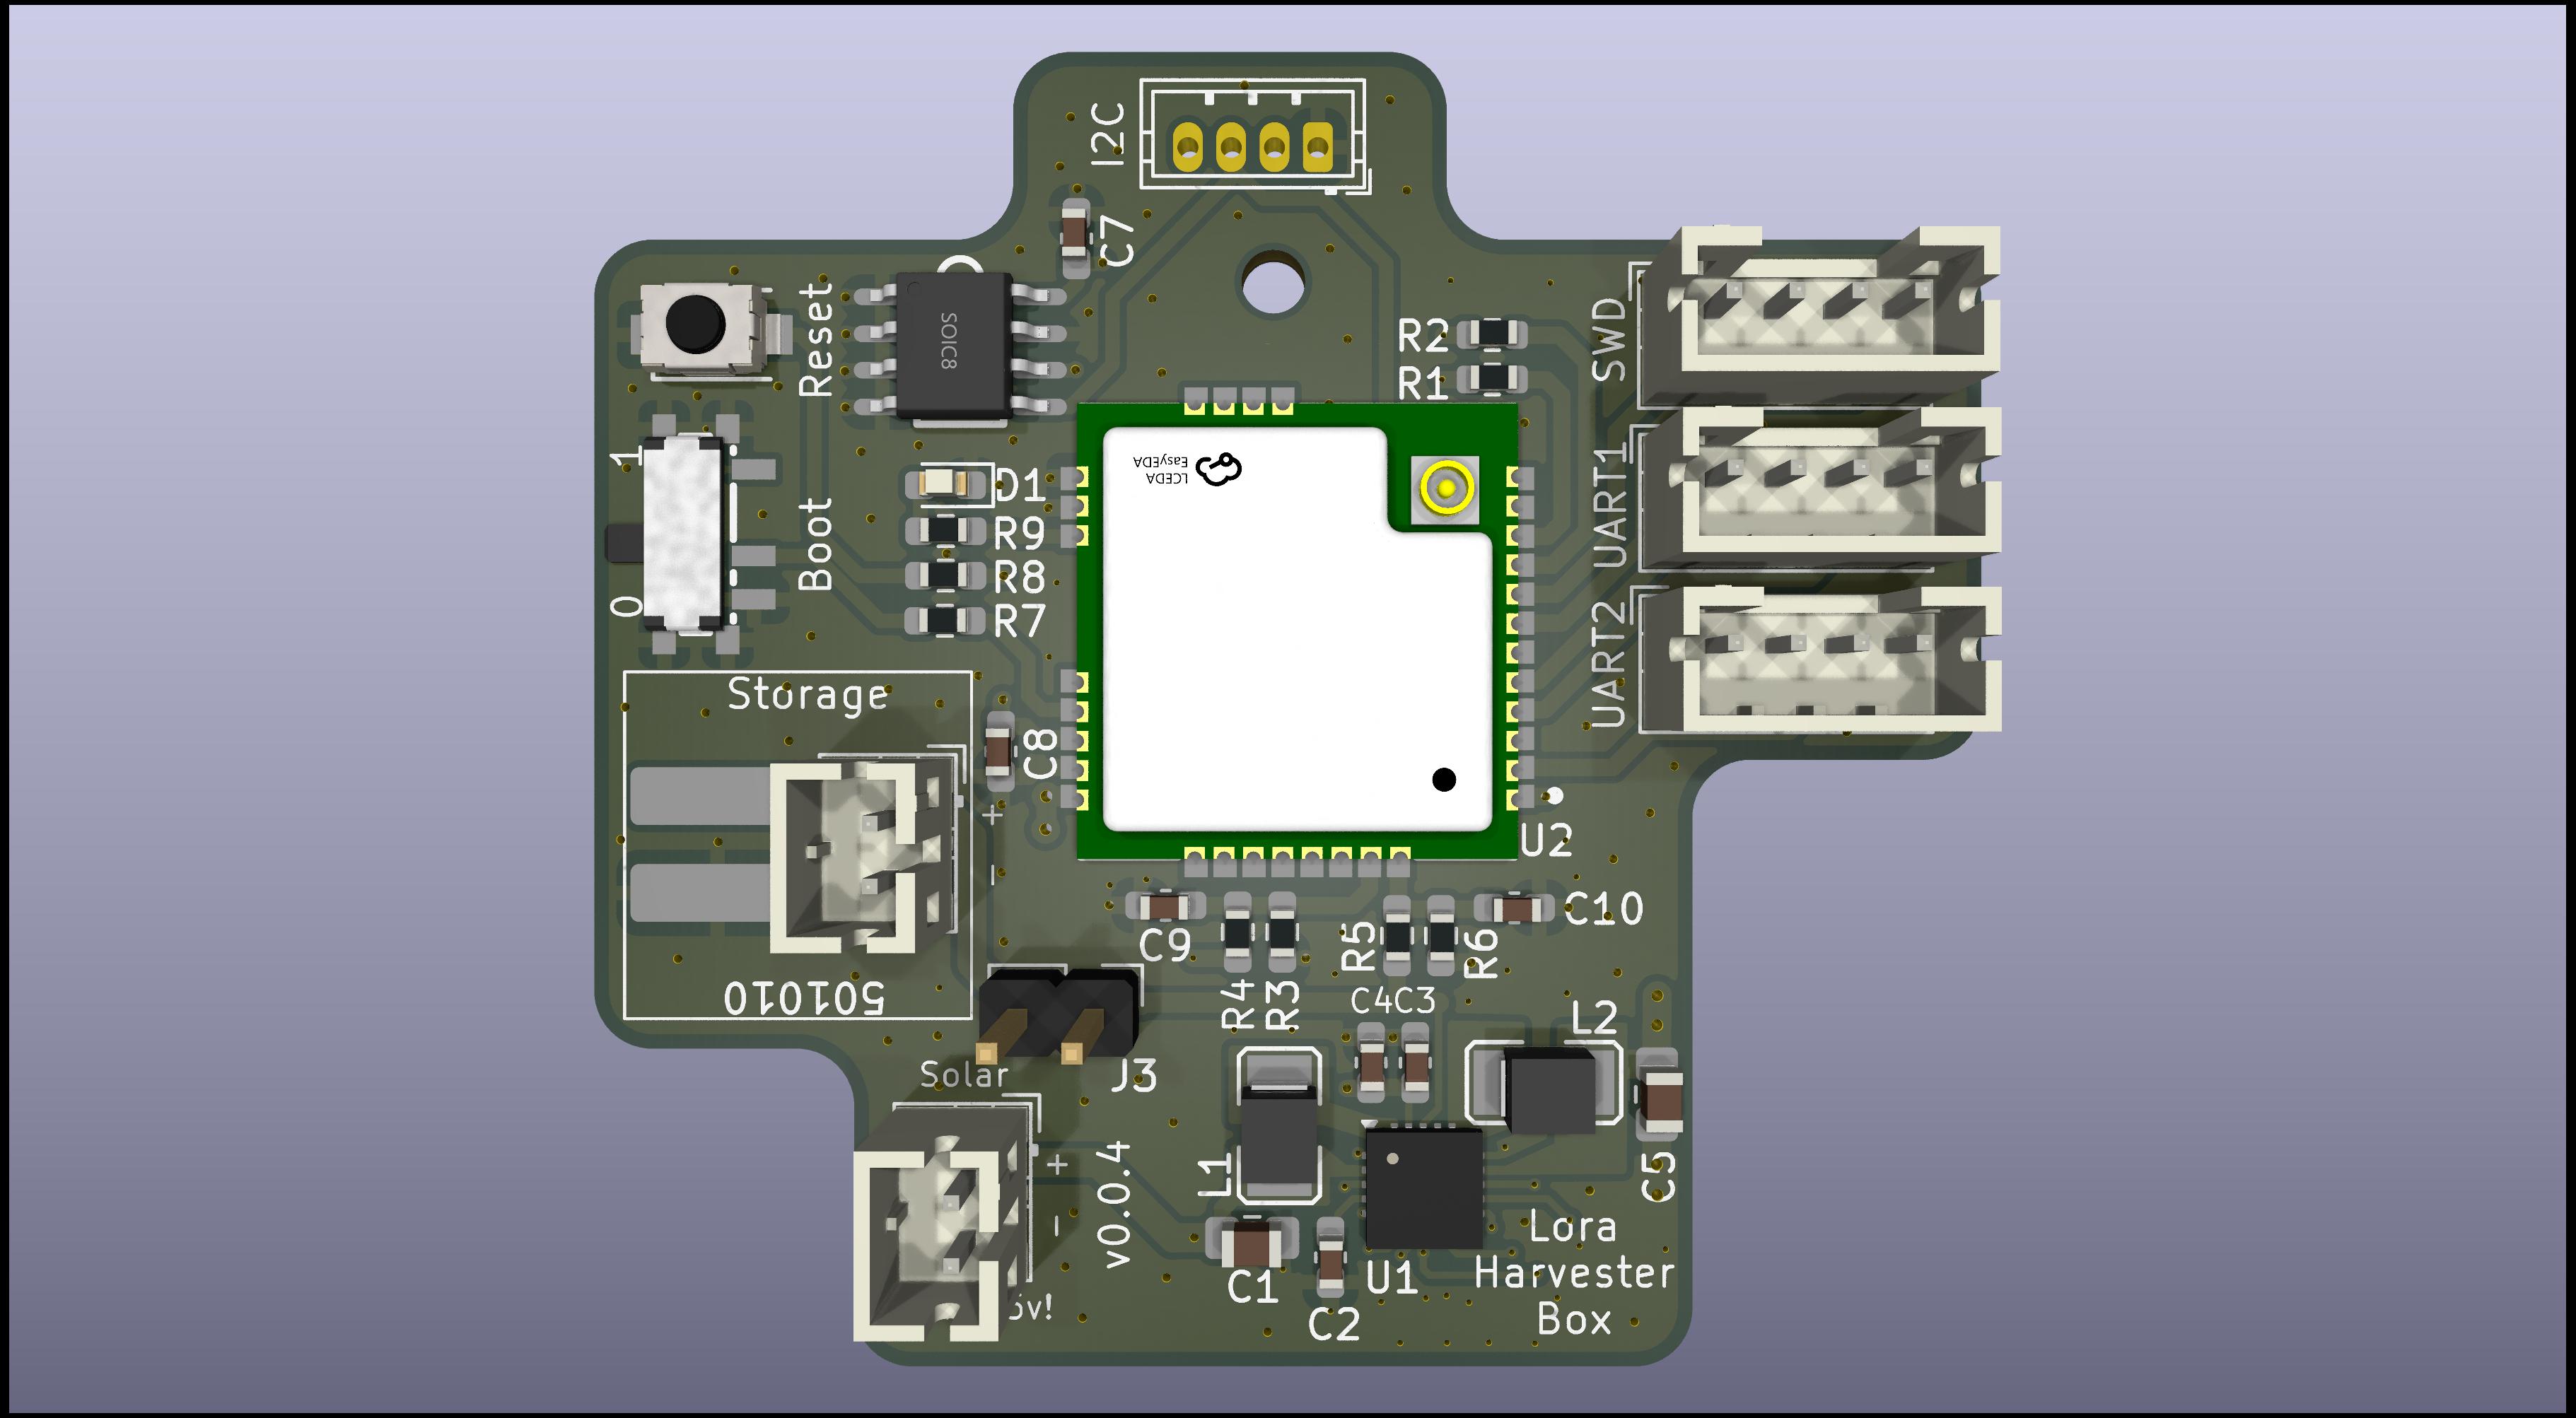 I2C
C7
Reset
SOIC8
R2
R1
SWD
UART1
UART2
1
0
Boot
D1
R9
R8
R7
LCEDA
EasyEDA
Storage
C8
+
-
501010
U2
C9
R4
R3
R5
R6
C10
C4C3
L2
Solar
J3
+
-
v0.0.4
L1
C5
C1
C2
U1
Lora
Harvester
Box